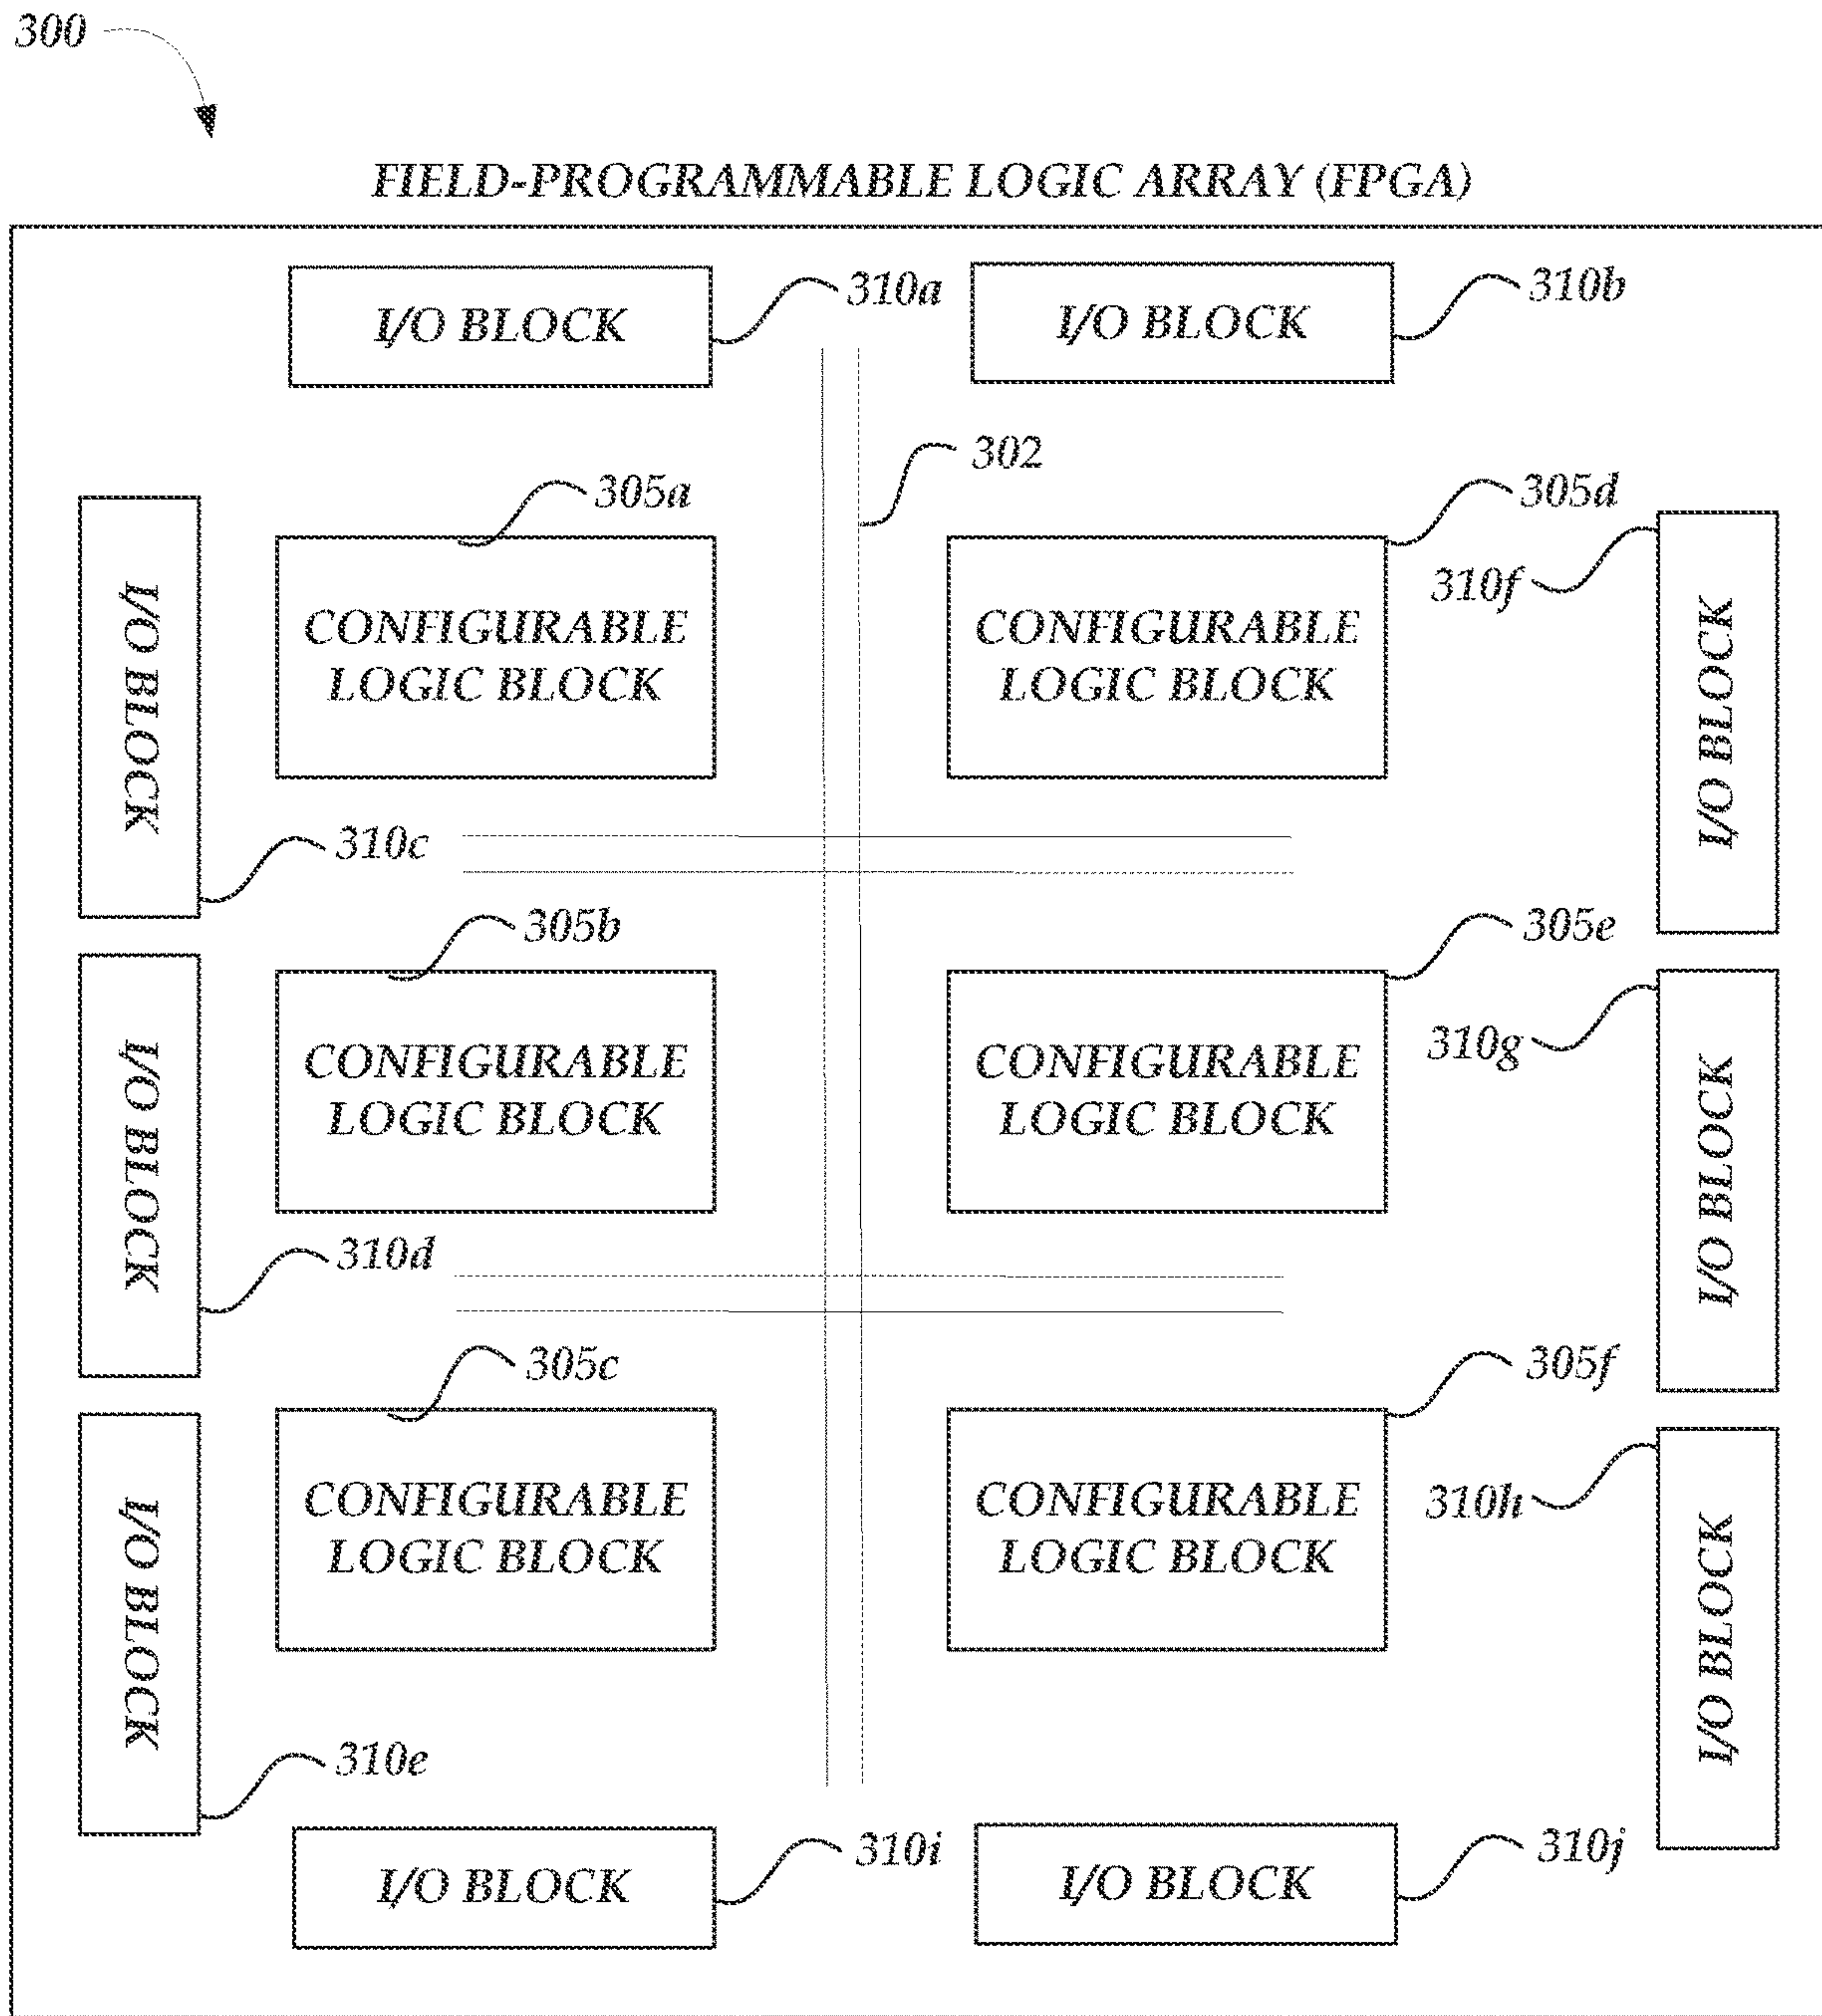 300
FIELD-PROGRAMMABLE LOGIC ARRAY (FPGA)
I/O BLOCK
310a
I/O BLOCK
310b
302
305a
305d
I/O BLOCK
CONFIGURABLE
LOGIC BLOCK
CONFIGURABLE
LOGIC BLOCK
310f
I/O BLOCK
310c
305b
305e
I/O BLOCK
CONFIGURABLE
LOGIC BLOCK
CONFIGURABLE
LOGIC BLOCK
310g
I/O BLOCK
310d
305c
305f
I/O BLOCK
CONFIGURABLE
LOGIC BLOCK
CONFIGURABLE
LOGIC BLOCK
310h
I/O BLOCK
310e
I/O BLOCK
310i
I/O BLOCK
310j